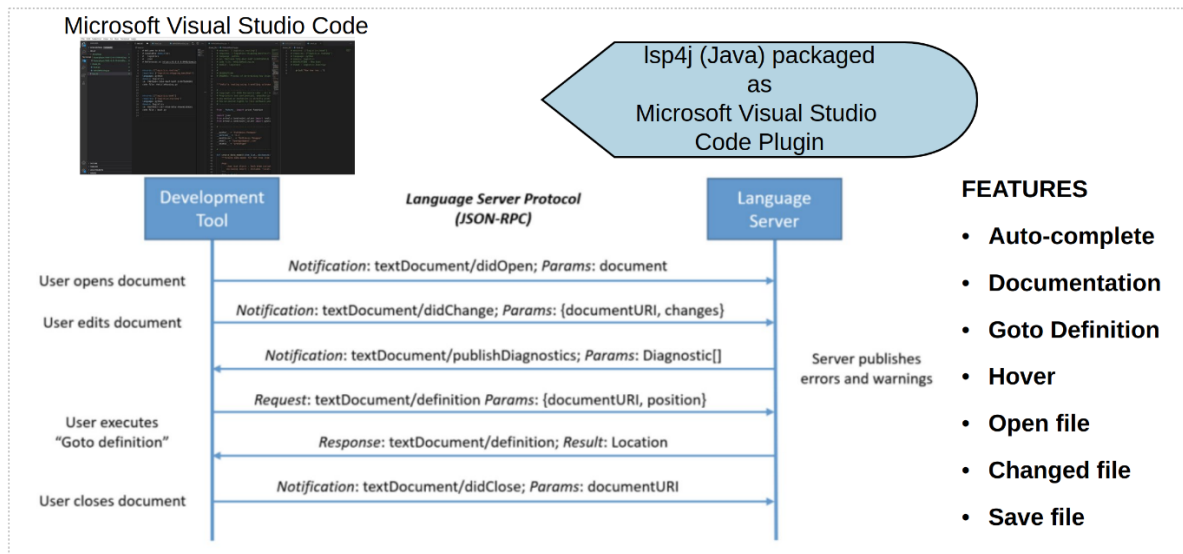 Microsoft Visual Studio Code
lsp4j (Java) packaged
as
Microsoft Visual Studio
Code Plugin
Development
Tool
Language Server Protocol
(JSON-RPC)
Language
Server
User opens document
Notification: textDocument/didOpen; Params: document
User edits document
Notification: textDocument/didChange; Params: {documentURI, changes}
Notification: textDocument/publishDiagnostics; Params: Diagnostic[]
Server publishes
errors and warnings
User executes
“Goto definition”
Request: textDocument/definition Params: {documentURI, position}
Response: textDocument/definition; Result: Location
User closes document
Notification: textDocument/didClose; Params: documentURI
FEATURES
• Auto-complete
• Documentation
• Goto Definition
• Hover
• Open file
• Changed file
• Save file